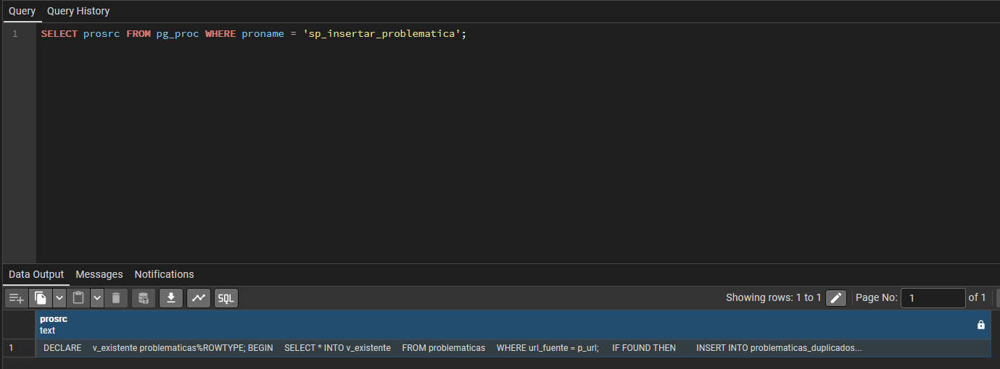 Query Query History
1 SELECT prosrc FROM pg_proc WHERE proname = 'sp_insertar_problematica';
Data Output Messages Notifications
SQL Showing rows: 1 to 1 Page No: 1 of 1
prosrc
text
1 DECLARE v_existente problematicas%ROWTYPE; BEGIN SELECT * INTO v_existente FROM problematicas WHERE url_fuente = p_url; IF FOUND THEN INSERT INTO problematicas_duplicados...